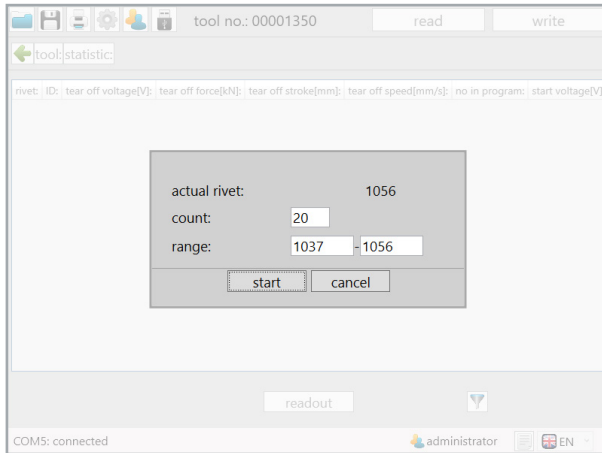 tool no.: 00001350 read write
tool: statistic:
rivet: ID: tear off voltage[V]: tear off force[kN]: tear off stroke[mm]: tear off speed[mm/s]: no in program: start voltage[V]
actual rivet: 1056
count: 20
range: 1037 - 1056
start cancel
readout
COM5: connected administrator EN